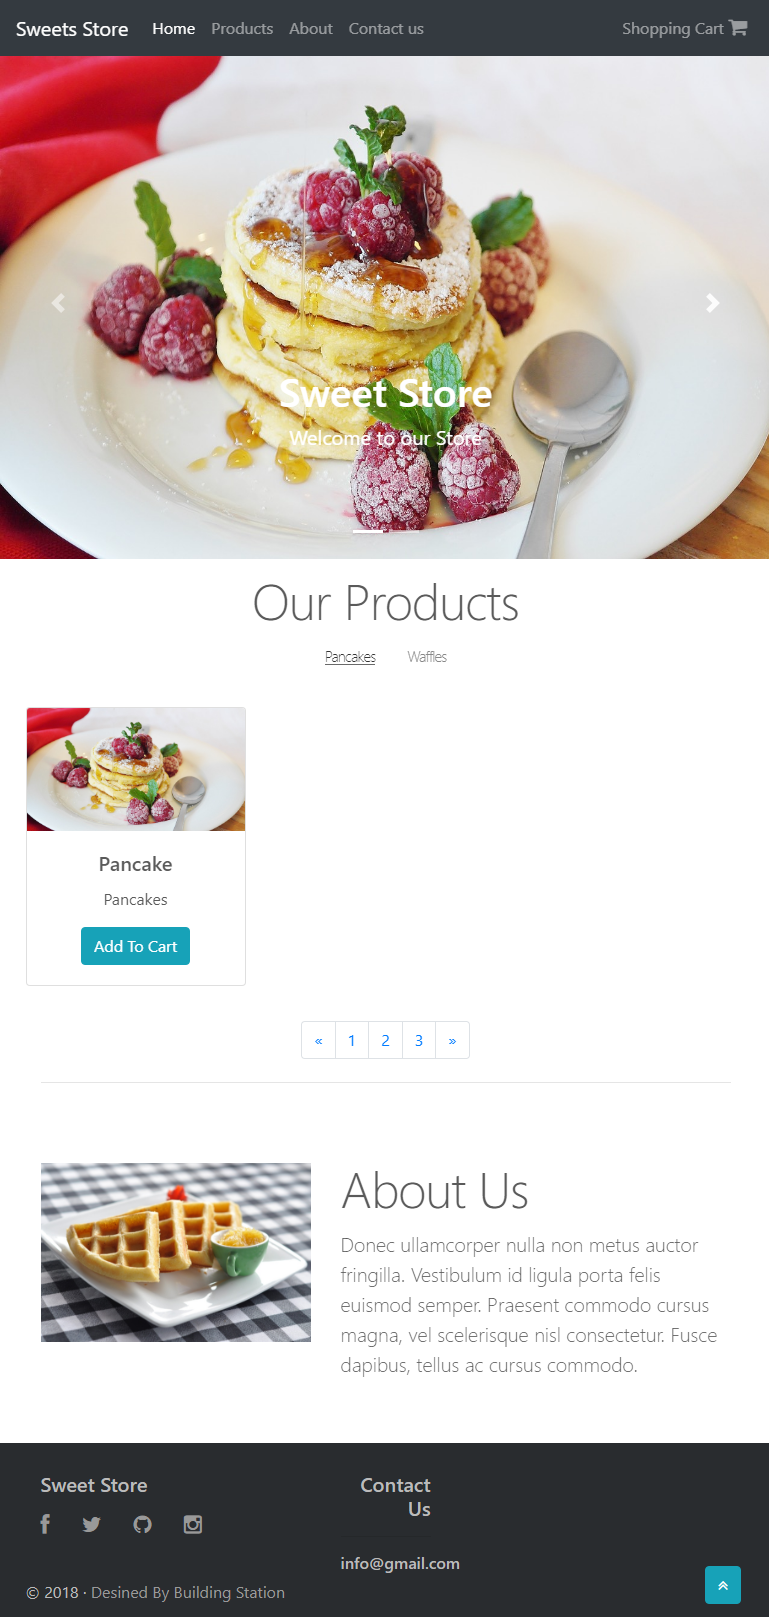 Sweets Store Home Products About Contact us Shopping Cart
Sweet Store
Welcome to our Store
Our Products
Pancakes Waffles
Pancake
Pancakes
Add To Cart
« 1 2 3 »
About Us
Donec ullamcorper nulla non metus auctor
fringilla. Vestibulum id ligula porta felis
euismod semper. Praesent commodo cursus
magna, vel scelerisque nisl consectetur. Fusce
dapibus, tellus ac cursus commodo.
Sweet Store
Contact
Us
info@gmail.com
© 2018 · Desined By Building Station